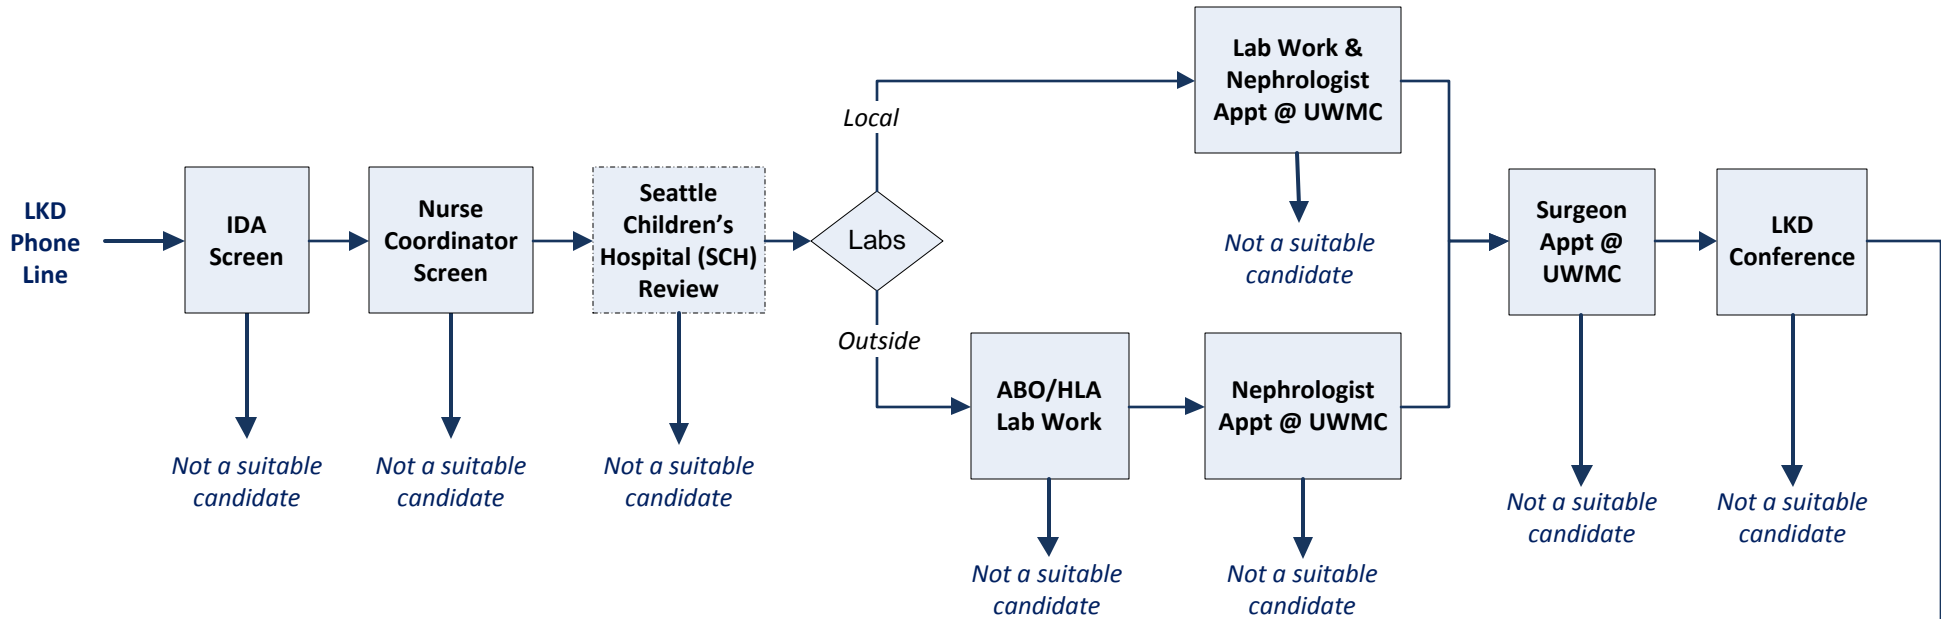 LKD
Phone
Line
IDA
Screen
Not a suitable
candidate
Nurse
Coordinator
Screen
Not a suitable
candidate
Seattle
Children’s
Hospital (SCH)
Review
Not a suitable
candidate
Labs
Local
Lab Work &
Nephrologist
Appt @ UWMC
Not a suitable
candidate
Outside
ABO/HLA
Lab Work
Not a suitable
candidate
Nephrologist
Appt @ UWMC
Not a suitable
candidate
Surgeon
Appt @
UWMC
Not a suitable
candidate
LKD
Conference
Not a suitable
candidate